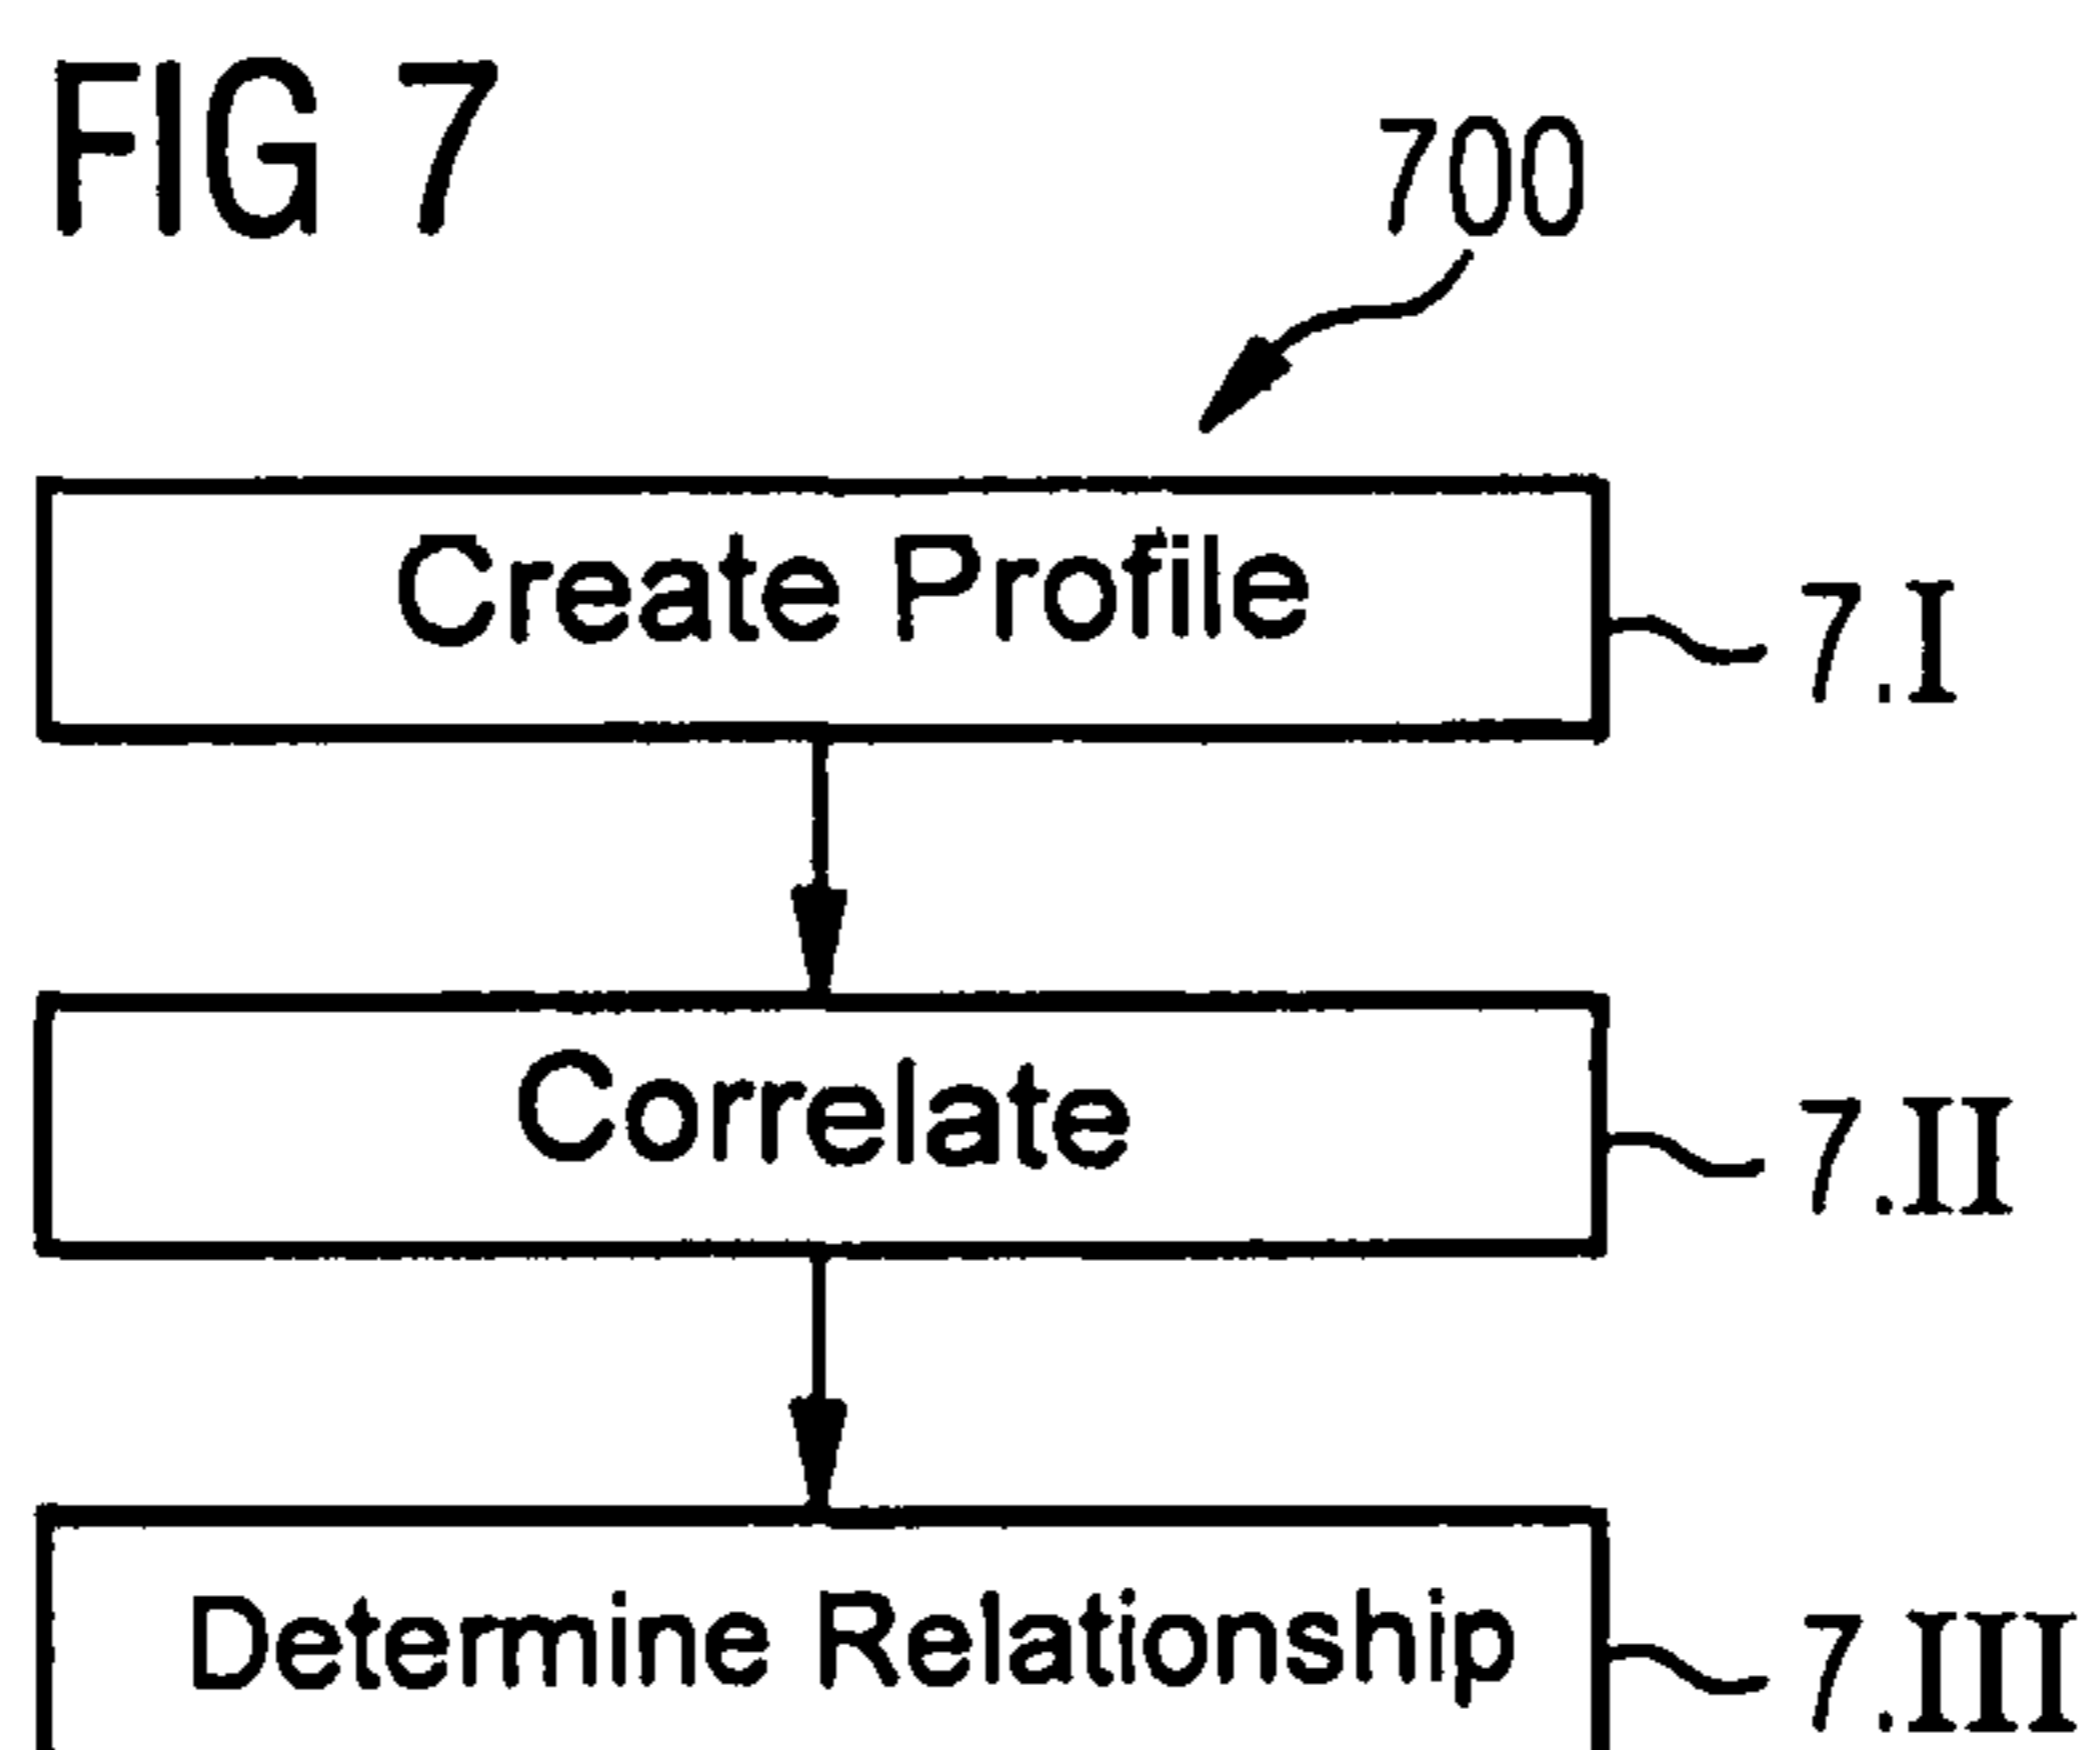 FIG 7
700
Create Profile
7.I
Correlate
7.II
Determine Relationship
7.III